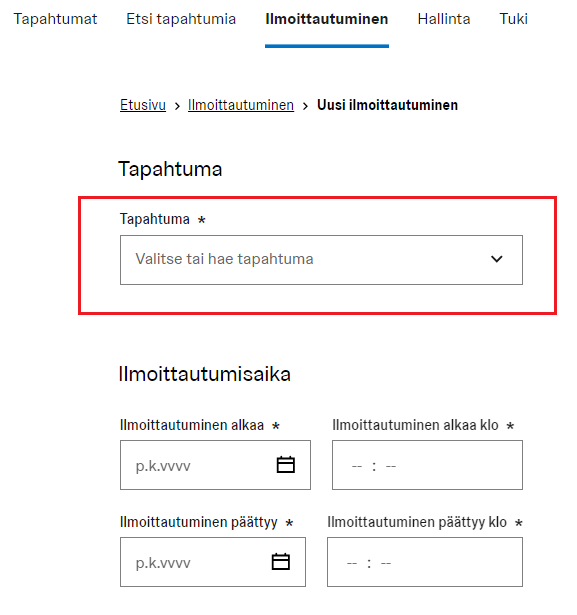 Tapahtumat Etsi tapahtumia Ilmoittautuminen Hallinta Tuki
Etusivu > Ilmoittautuminen > Uusi ilmoittautuminen
Tapahtuma
Tapahtuma *
Valitse tai hae tapahtuma
Ilmoittautumisaika
Ilmoittautuminen alkaa * Ilmoittautuminen alkaa klo *
p.k.vvvv -- : --
Ilmoittautuminen päättyy * Ilmoittautuminen päättyy klo *
p.k.vvvv -- : --